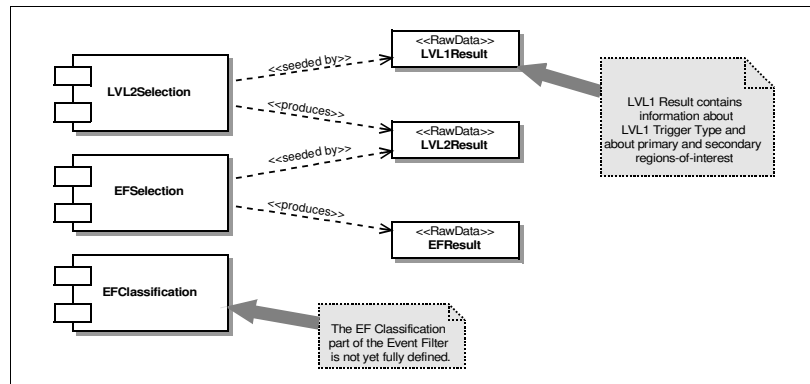 <<RawData>>
LVL1Result
<<seeded by>>
LVL2Selection
<<produces>>
<<RawData>>
LVL2Result
<<seeded by>>
EFSelection
<<produces>>
<<RawData>>
EFResult
EFClassification
LVL1 Result contains
information about
LVL1 Trigger Type and
about primary and secondary
regions-of-interest
The EF Classification
part of the Event Filter
is not yet fully defined.